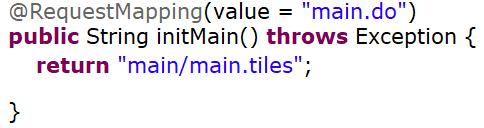 @RequestMapping(value = "main.do")
public String initMain() throws Exception {
return "main/main.tiles";
}